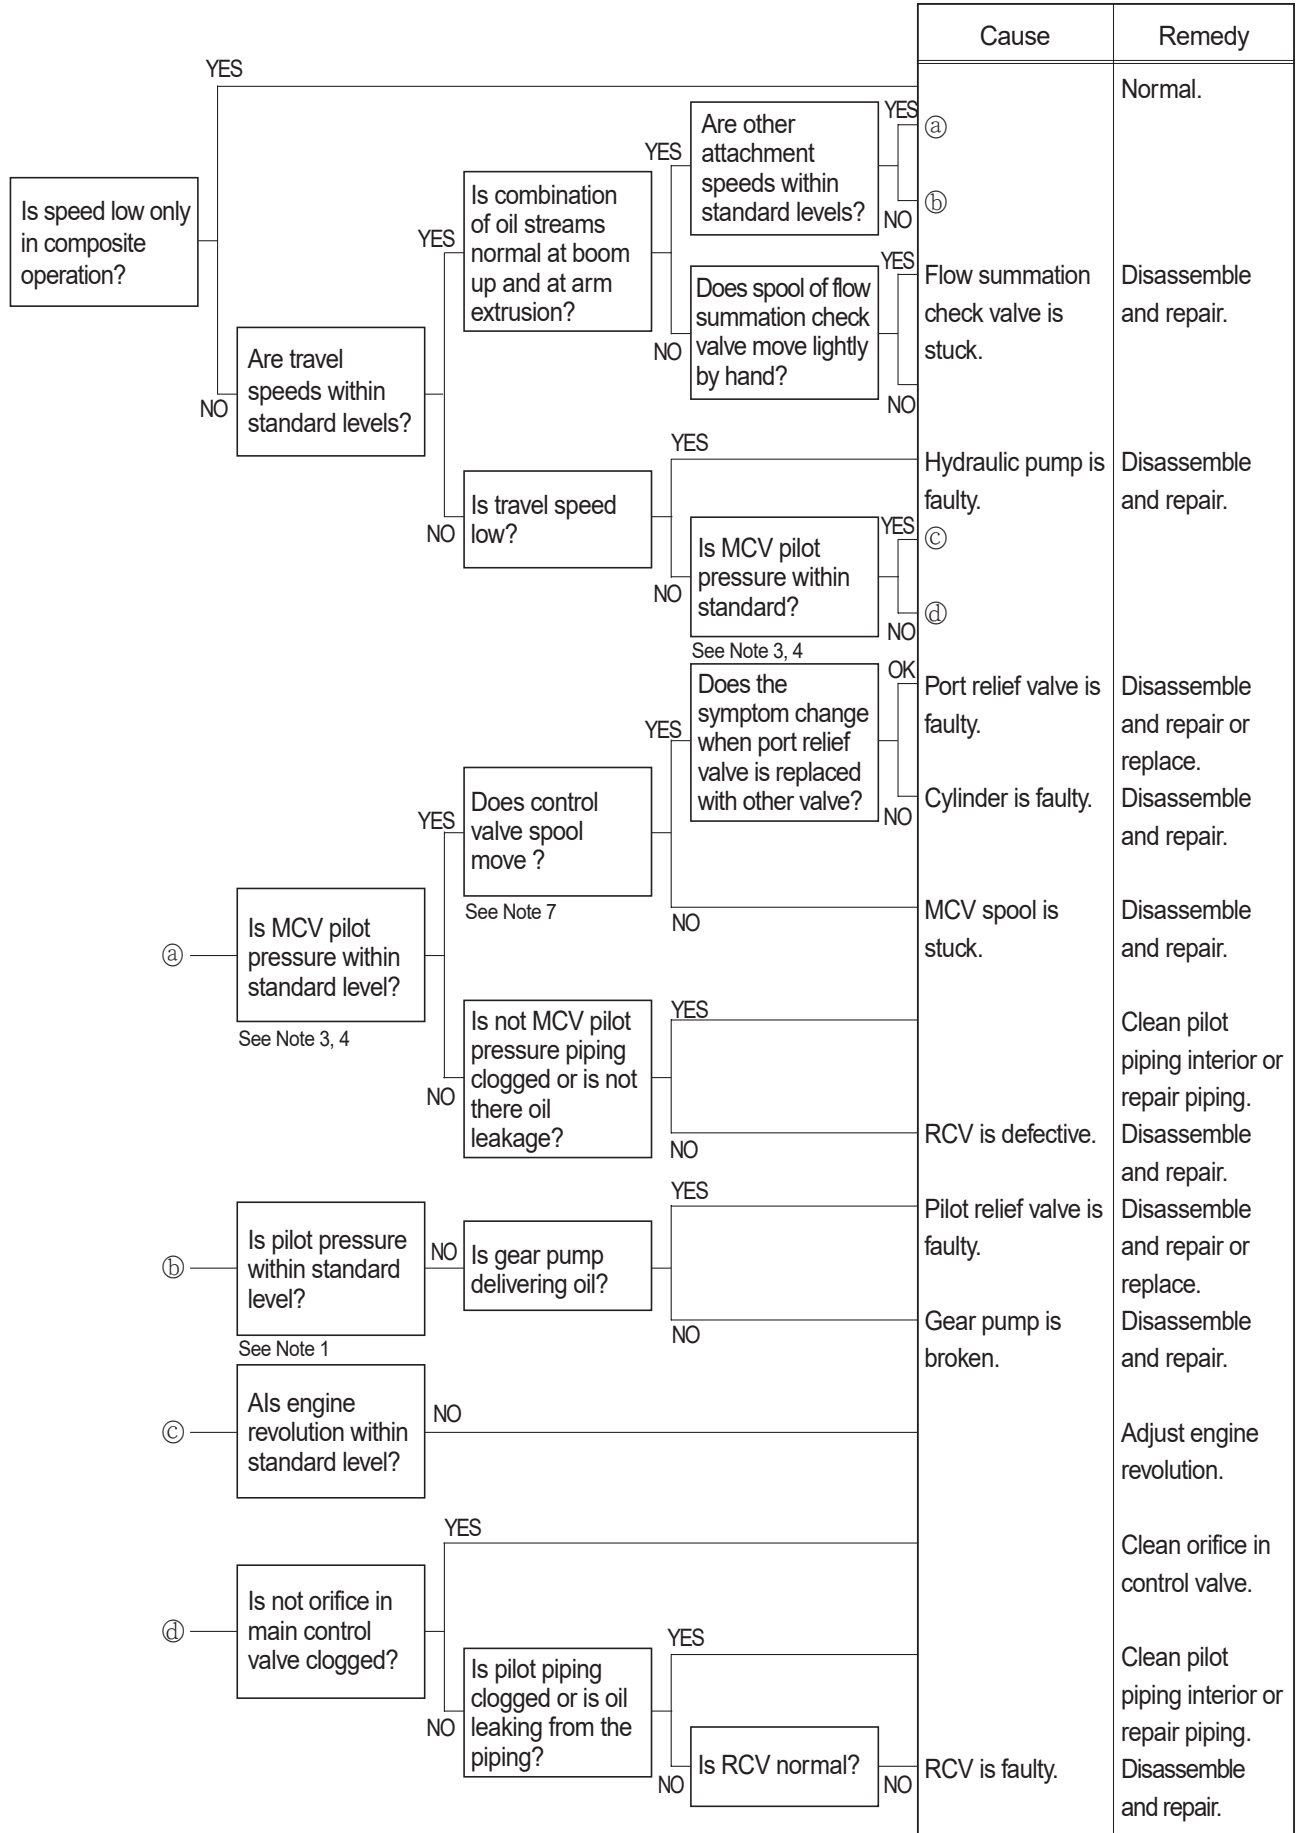 Cause
Remedy
YES
Normal.
Is speed low only
in composite
operation?
NO
Are travel
speeds within
standard levels?
YES
Is combination
of oil streams
normal at boom
up and at arm
extrusion?
YES
Are other
attachment
speeds within
standard levels?
YES
ⓐ
NO
ⓑ
NO
Does spool of flow
summation check
valve move lightly
by hand?
YES
Flow summation
check valve is
stuck.
Disassemble
and repair.
NO
NO
Is travel speed
low?
YES
Hydraulic pump is
faulty.
Disassemble
and repair.
NO
Is MCV pilot
pressure within
standard?
See Note 3, 4
YES
ⓒ
NO
ⓓ
ⓐ
Is MCV pilot
pressure within
standard level?
See Note 3, 4
YES
Does control
valve spool
move ?
See Note 7
YES
Does the
symptom change
when port relief
valve is replaced
with other valve?
OK
Port relief valve is
faulty.
Disassemble
and repair or
replace.
NO
Cylinder is faulty.
Disassemble
and repair.
NO
MCV spool is
stuck.
Disassemble
and repair.
NO
Is not MCV pilot
pressure piping
clogged or is not
there oil
leakage?
YES
Clean pilot
piping interior or
repair piping.
NO
RCV is defective.
Disassemble
and repair.
ⓑ
Is pilot pressure
within standard
level?
See Note 1
NO
Is gear pump
delivering oil?
YES
Pilot relief valve is
faulty.
Disassemble
and repair or
replace.
NO
Gear pump is
broken.
Disassemble
and repair.
ⓒ
AIs engine
revolution within
standard level?
NO
Adjust engine
revolution.
ⓓ
Is not orifice in
main control
valve clogged?
YES
Clean orifice in
control valve.
NO
Is pilot piping
clogged or is oil
leaking from the
piping?
YES
Clean pilot
piping interior or
repair piping.
NO
Is RCV normal?
NO
RCV is faulty.
Disassemble
and repair.